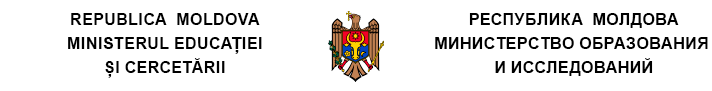 REPUBLICA MOLDOVA
MINISTERUL EDUCAȚIEI
ȘI CERCETĂRII
РЕСПУБЛИКА МОЛДОВА
МИНИСТЕРСТВО ОБРАЗОВАНИЯ
И ИССЛЕДОВАНИЙ